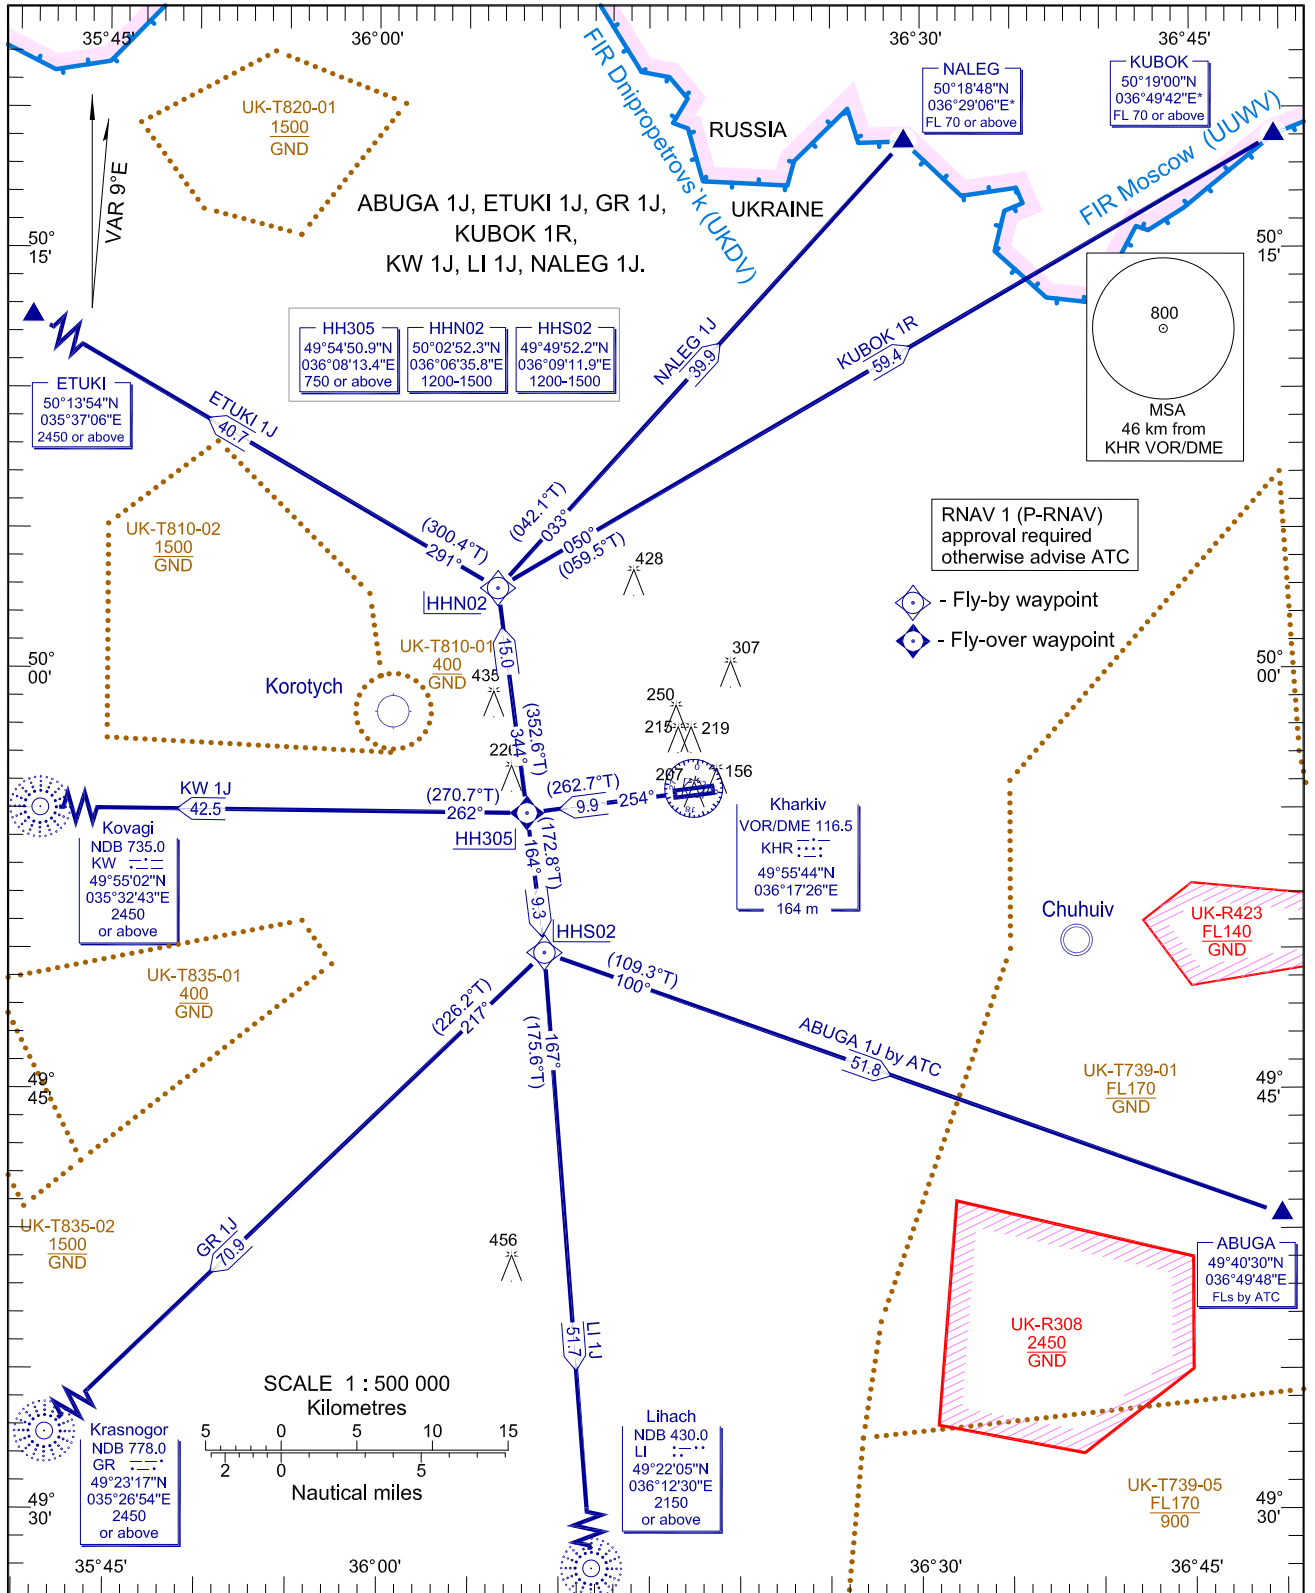 35°45'
36°00'
36°30'
36°45'
NALEG
50°18'48"N
036°29'06"E*
FL 70 or above
KUBOK
50°19'00"N
036°49'42"E*
FL 70 or above
UK-T820-01
1500
GND
VAR 9°E
FIR Dnipropetrovs'k (UKDV)
RUSSIA
UKRAINE
FIR Moscow (UUWV)
ABUGA 1J, ETUKI 1J, GR 1J,
KUBOK 1R,
KW 1J, LI 1J, NALEG 1J.
50°
15'
50°
15'
HH305
49°54'50.9"N
036°08'13.4"E
750 or above
HHN02
50°02'52.3"N
036°06'35.8"E
1200-1500
HHS02
49°49'52.2"N
036°09'11.9"E
1200-1500
800
MSA
46 km from
KHR VOR/DME
ETUKI
50°13'54"N
035°37'06"E
2450 or above
ETUKI 1J
40.7
NALEG 1J
39.9
KUBOK 1R
59.4
RNAV 1 (P-RNAV)
approval required
otherwise advise ATC
- Fly-by waypoint
- Fly-over waypoint
UK-T810-02
1500
GND
(300.4°T)
291°
(042.1°T)
033°
050°
(059.5°T)
428
HHN02
UK-T810-01
400
GND
15.0
307
50°
00'
50°
00'
Korotych
435
250
215
219
(352.6°T)
344°
220
207
156
KW 1J
42.5
(270.7°T)
262°
(262.7°T)
9.9
254°
HH305
Kovagi
NDB 735.0
KW
49°55'02"N
035°32'43"E
2450
or above
(172.8°T)
164°
9.3
Kharkiv
VOR/DME 116.5
KHR
49°55'44"N
036°17'26"E
164 m
Chuhuiv
UK-R423
FL140
GND
HHS02
UK-T835-01
400
GND
(226.2°T)
217°
(109.3°T)
100°
167°
(175.6°T)
ABUGA 1J by ATC
51.8
UK-T739-01
FL170
GND
49°
45'
49°
45'
UK-T835-02
1500
GND
GR 1J
70.9
456
ABUGA
49°40'30"N
036°49'48"E
FLs by ATC
UK-R308
2450
GND
LI 1J
51.7
SCALE 1 : 500 000
Kilometres
5 0 5 10 15
2 0 5
Nautical miles
Krasnogor
NDB 778.0
GR
49°23'17"N
035°26'54"E
2450
or above
Lihach
NDB 430.0
LI
49°22'05"N
036°12'30"E
2150
or above
UK-T739-05
FL170
900
49°
30'
49°
30'
35°45'
36°00'
36°30'
36°45'